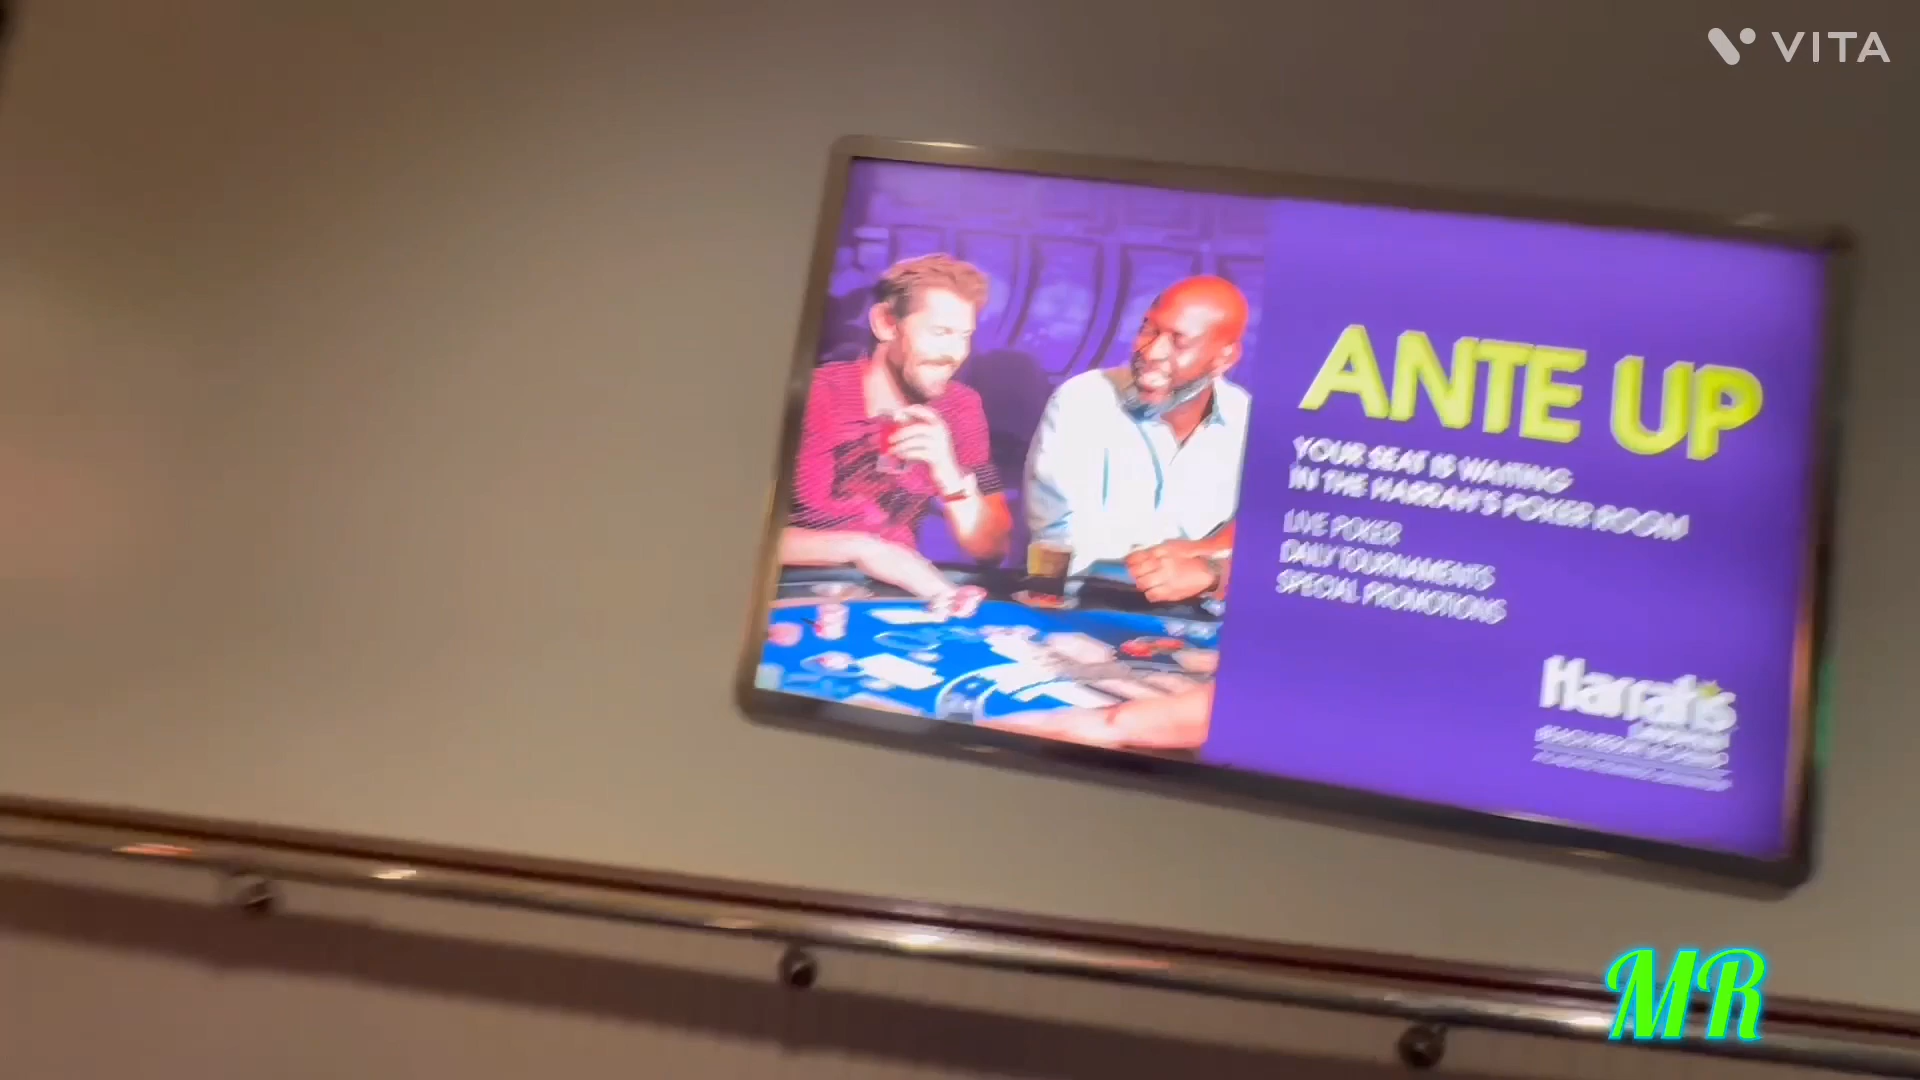 VITA
ANTE UP
YOUR SEAT IS WAITING
IN THE HARRAH'S POKER ROOM
LIVE POKER
DAILY TOURNAMENTS
SPECIAL PROMOTIONS
Harrah's
MR